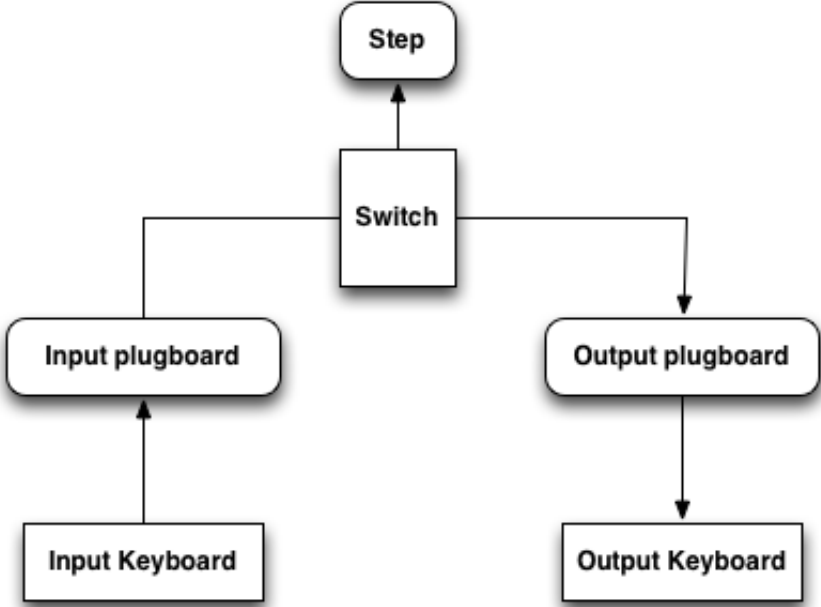 Step
Switch
Input plugboard
Output plugboard
Input Keyboard
Output Keyboard